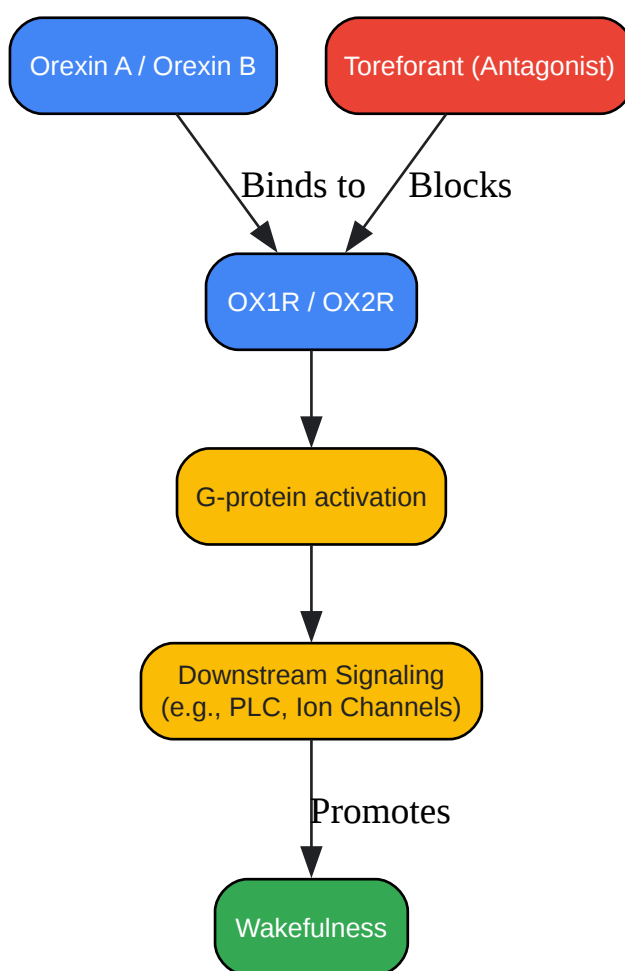 Orexin A / Orexin B
Toreforant (Antagonist)
Binds to
Blocks
OX1R / OX2R
G-protein activation
Downstream Signaling
(e.g., PLC, Ion Channels)
Promotes
Wakefulness